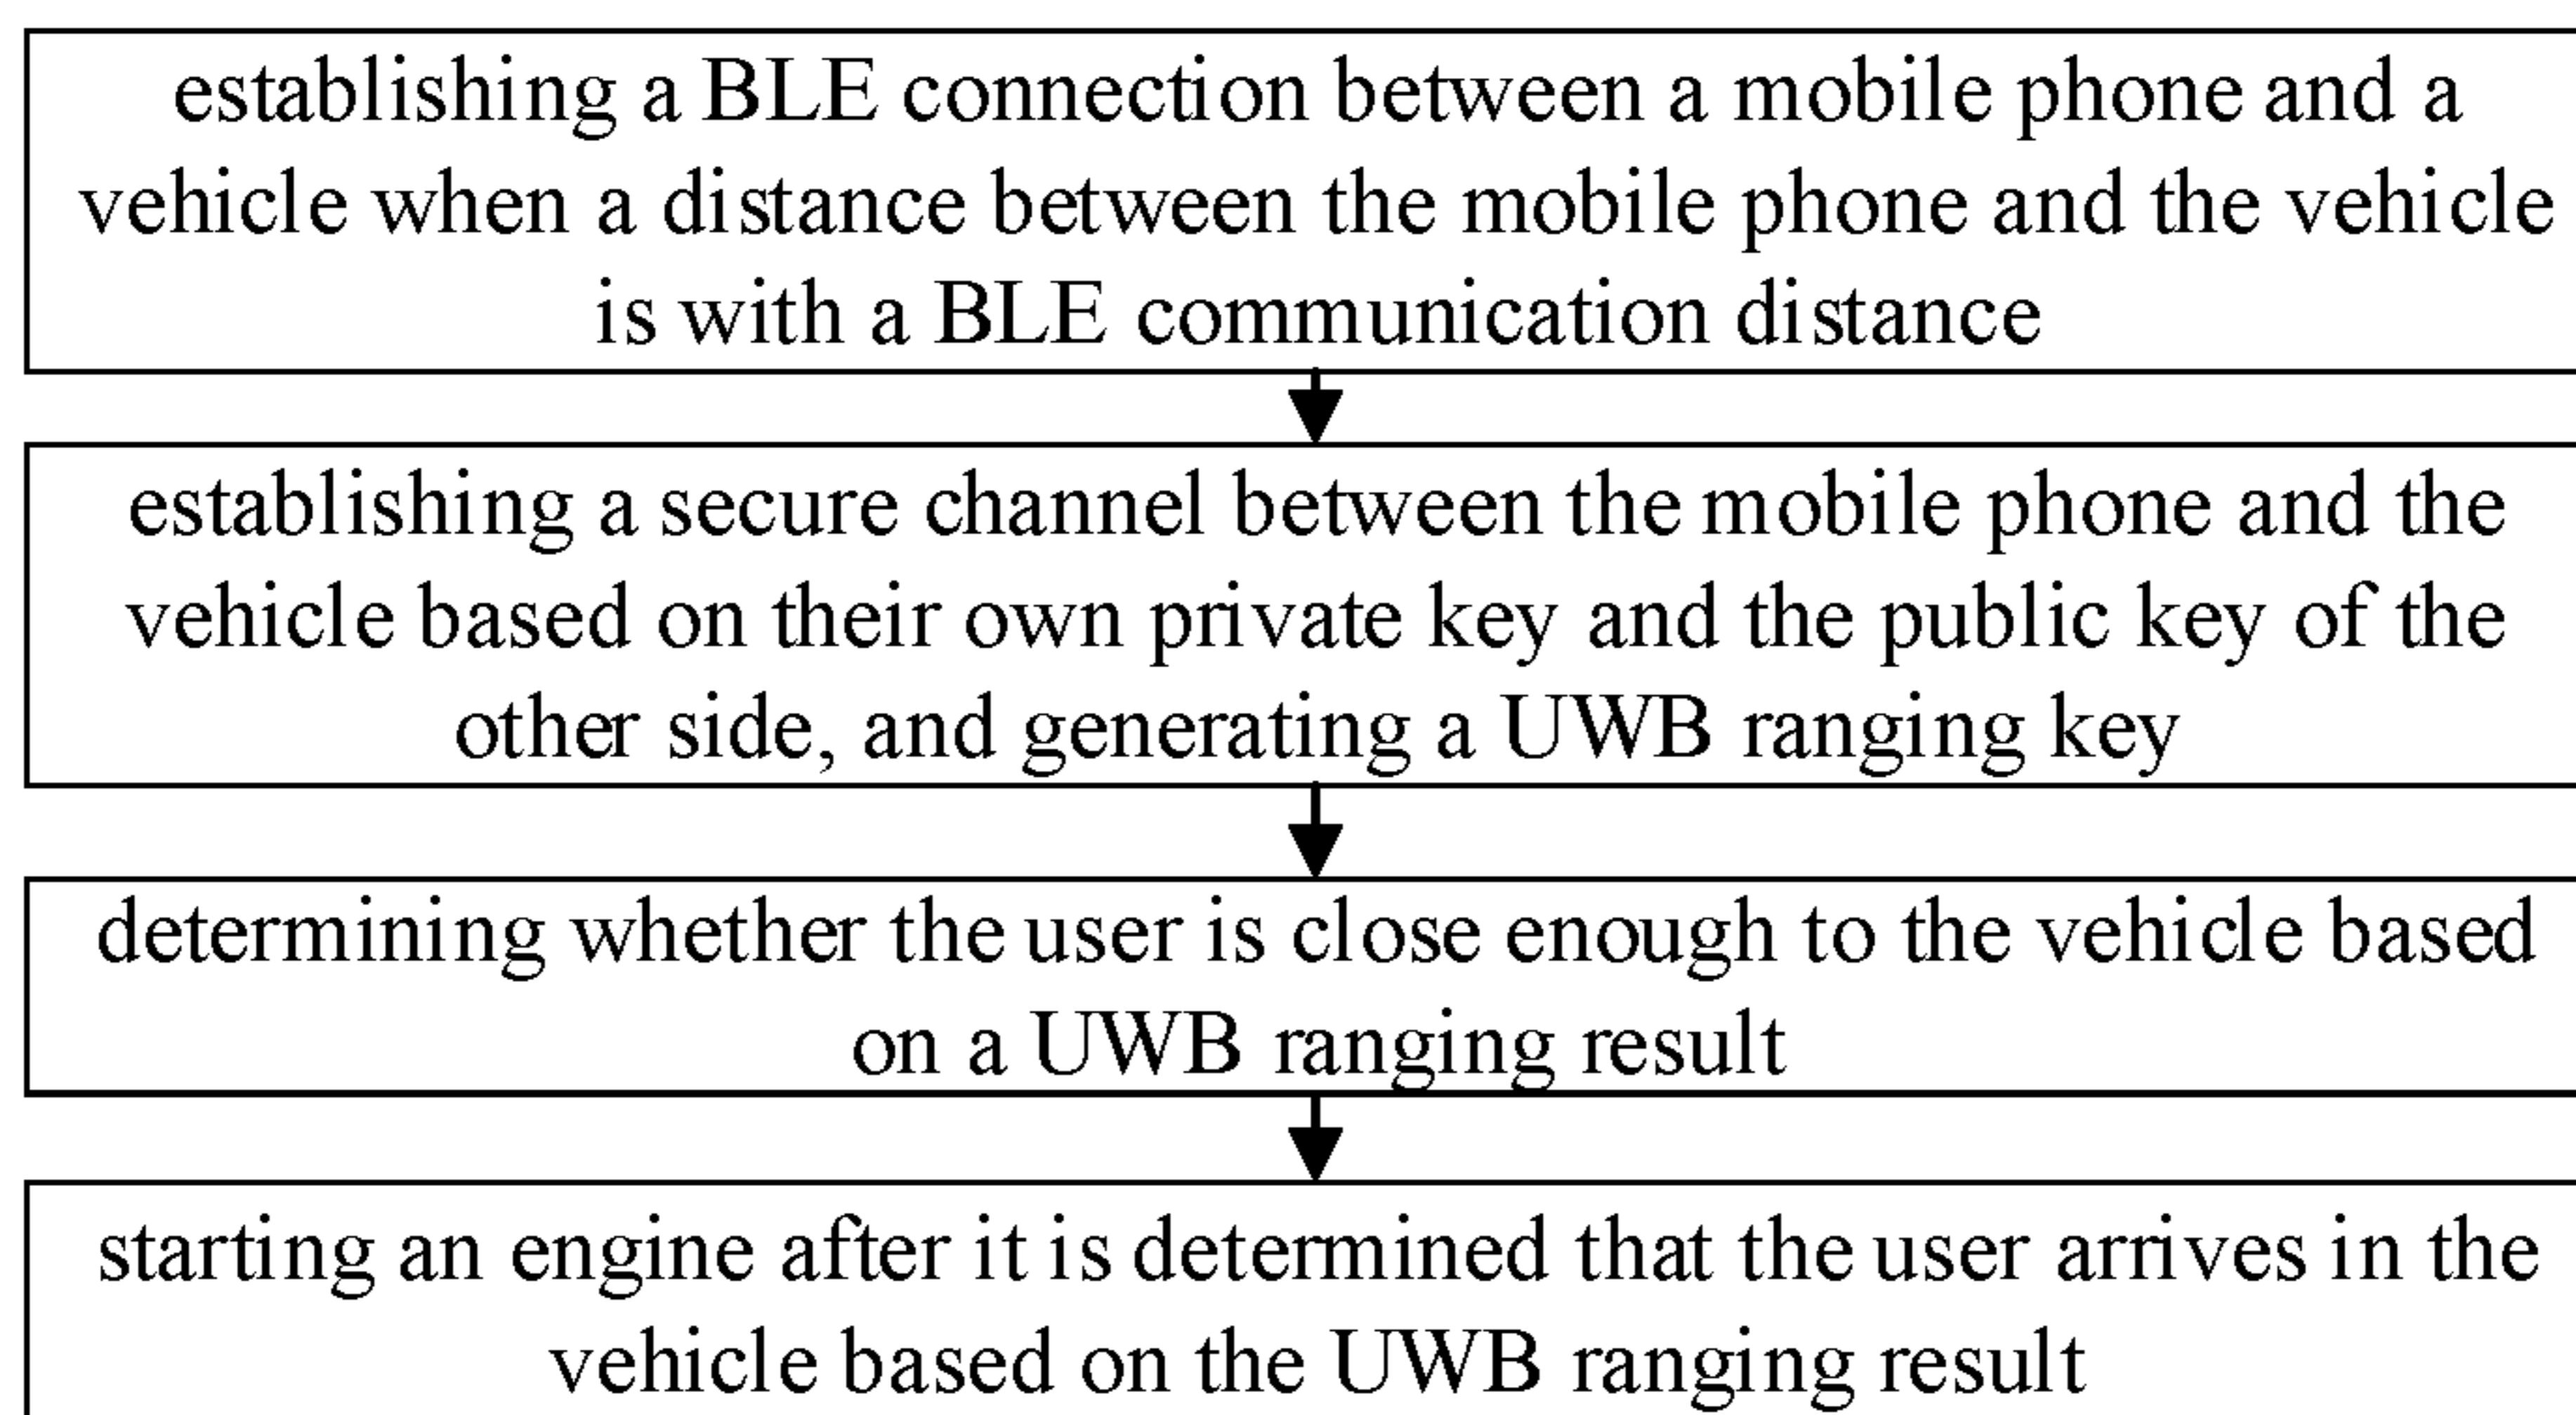 establishing a BLE connection between a mobile phone and a
vehicle when a distance between the mobile phone and the vehicle
is with a BLE communication distance
establishing a secure channel between the mobile phone and the
vehicle based on their own private key and the public key of the
other side, and generating a UWB ranging key
determining whether the user is close enough to the vehicle based
on a UWB ranging result
starting an engine after it is determined that the user arrives in the
vehicle based on the UWB ranging result